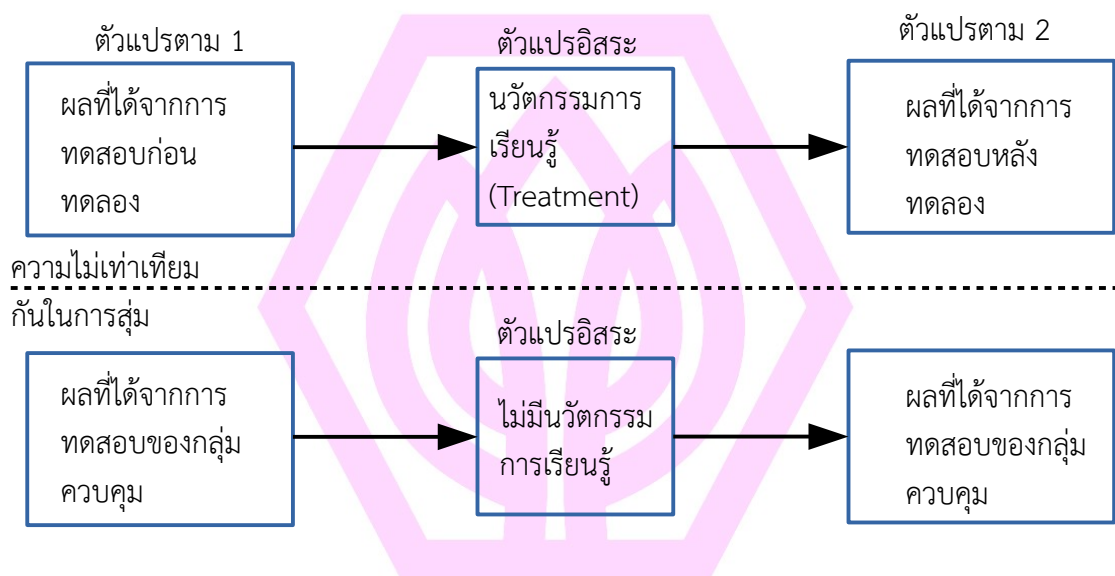 ตัวแปรตาม 1
ตัวแปรอิสระ
ตัวแปรตาม 2
ผลที่ได้จากการ
ทดสอบก่อน
ทดลอง
นวัตกรรมการ
เรียนรู้
(Treatment)
ผลที่ได้จากการ
ทดสอบหลัง
ทดลอง
ความไม่เท่าเทียม
กันในการสุ่ม
ตัวแปรอิสระ
ผลที่ได้จากการ
ทดสอบของกลุ่ม
ควบคุม
ไม่มีนวัตกรรม
การเรียนรู้
ผลที่ได้จากการ
ทดสอบของกลุ่ม
ควบคุม